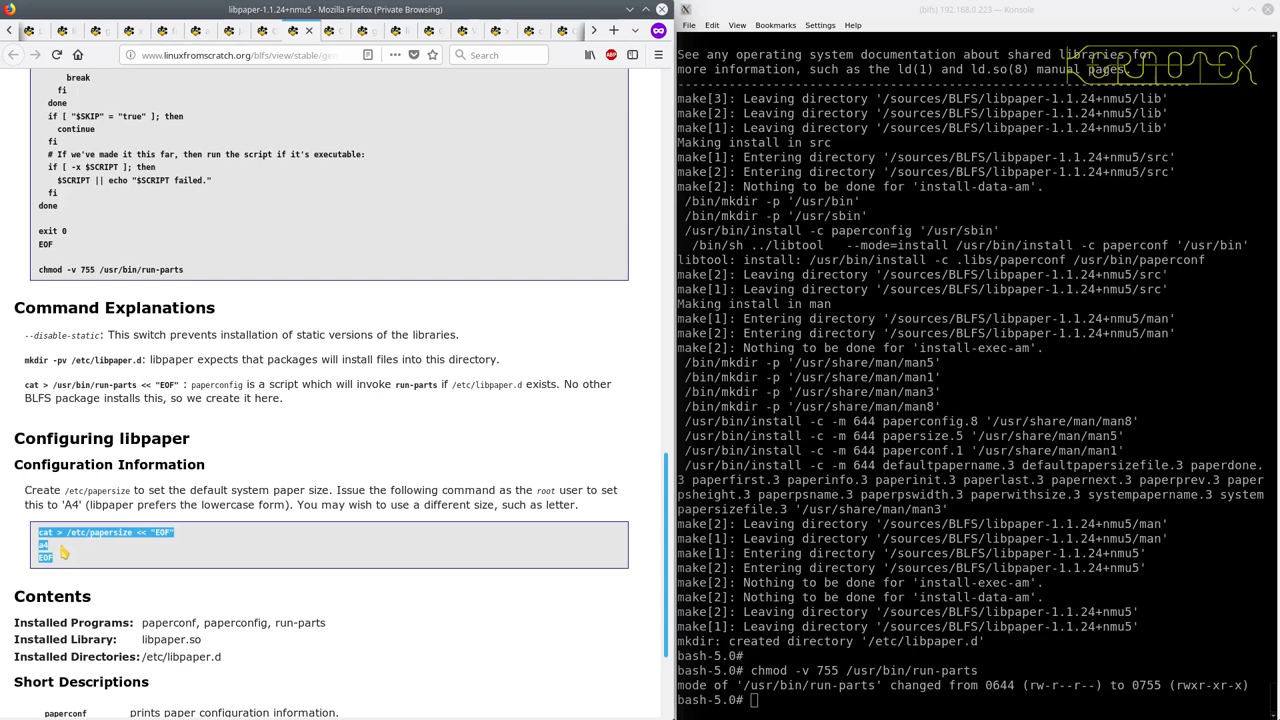 libpaper-1.1.24+nmu5 - Mozilla Firefox (Private Browsing)
www.linuxfromscratch.org/blfs/view/stable/ge
Search
break
fi
done
if [ "$SKIP" = "true" ]; then
continue
fi
# If we've made it this far, then run the script if it's executable:
if [ -x $SCRIPT ]; then
$SCRIPT || echo "$SCRIPT failed."
fi
done
exit 0
EOF
chmod -v 755 /usr/bin/run-parts
Command Explanations
--disable-static: This switch prevents installation of static versions of the libraries.
mkdir -pv /etc/libpaper.d: libpaper expects that packages will install files into this directory.
cat > /usr/bin/run-parts << "EOF" : paperconfig is a script which will invoke run-parts if /etc/libpaper.d exists. No other
BLFS package installs this, so we create it here.
Configuring libpaper
Configuration Information
Create /etc/papersize to set the default system paper size. Issue the following command as the root user to set
this to 'A4' (libpaper prefers the lowercase form). You may wish to use a different size, such as letter.
cat > /etc/papersize << "EOF"
a4
EOF
Contents
Installed Programs: paperconf, paperconfig, run-parts
Installed Library: libpaper.so
Installed Directories: /etc/libpaper.d
Short Descriptions
paperconf prints paper configuration information.
(blfs) 192.168.0.223 — Konsole
File Edit View Bookmarks Settings Help
KERNOTEX
See any operating system documentation about shared libraries for
more information, such as the ld(1) and ld.so(8) manual pages.
----------------------------------------------------------------------
make[3]: Leaving directory '/sources/BLFS/libpaper-1.1.24+nmu5/lib'
make[2]: Leaving directory '/sources/BLFS/libpaper-1.1.24+nmu5/lib'
make[1]: Leaving directory '/sources/BLFS/libpaper-1.1.24+nmu5/lib'
Making install in src
make[1]: Entering directory '/sources/BLFS/libpaper-1.1.24+nmu5/src'
make[2]: Entering directory '/sources/BLFS/libpaper-1.1.24+nmu5/src'
make[2]: Nothing to be done for 'install-data-am'.
/bin/mkdir -p '/usr/bin'
/bin/mkdir -p '/usr/sbin'
/usr/bin/install -c paperconfig '/usr/sbin'
/bin/sh ../libtool --mode=install /usr/bin/install -c paperconf '/usr/bin'
libtool: install: /usr/bin/install -c .libs/paperconf /usr/bin/paperconf
make[2]: Leaving directory '/sources/BLFS/libpaper-1.1.24+nmu5/src'
make[1]: Leaving directory '/sources/BLFS/libpaper-1.1.24+nmu5/src'
Making install in man
make[1]: Entering directory '/sources/BLFS/libpaper-1.1.24+nmu5/man'
make[2]: Entering directory '/sources/BLFS/libpaper-1.1.24+nmu5/man'
make[2]: Nothing to be done for 'install-exec-am'.
/bin/mkdir -p '/usr/share/man/man5'
/bin/mkdir -p '/usr/share/man/man1'
/bin/mkdir -p '/usr/share/man/man3'
/bin/mkdir -p '/usr/share/man/man8'
/usr/bin/install -c -m 644 paperconfig.8 '/usr/share/man/man8'
/usr/bin/install -c -m 644 papersize.5 '/usr/share/man/man5'
/usr/bin/install -c -m 644 paperconf.1 '/usr/share/man/man1'
/usr/bin/install -c -m 644 defaultpapername.3 defaultpapersizefile.3 paperdone.
3 paperfirst.3 paperinfo.3 paperinit.3 paperlast.3 papernext.3 paperprev.3 paper
psheight.3 paperpsname.3 paperpswidth.3 paperwithsize.3 systempapername.3 system
papersizefile.3 '/usr/share/man/man3'
make[2]: Leaving directory '/sources/BLFS/libpaper-1.1.24+nmu5/man'
make[1]: Leaving directory '/sources/BLFS/libpaper-1.1.24+nmu5/man'
make[1]: Entering directory '/sources/BLFS/libpaper-1.1.24+nmu5'
make[2]: Entering directory '/sources/BLFS/libpaper-1.1.24+nmu5'
make[2]: Nothing to be done for 'install-exec-am'.
make[2]: Nothing to be done for 'install-data-am'.
make[2]: Leaving directory '/sources/BLFS/libpaper-1.1.24+nmu5'
make[1]: Leaving directory '/sources/BLFS/libpaper-1.1.24+nmu5'
mkdir: created directory '/etc/libpaper.d'
bash-5.0#
bash-5.0# chmod -v 755 /usr/bin/run-parts
mode of '/usr/bin/run-parts' changed from 0644 (rw-r--r--) to 0755 (rwxr-xr-x)
bash-5.0#